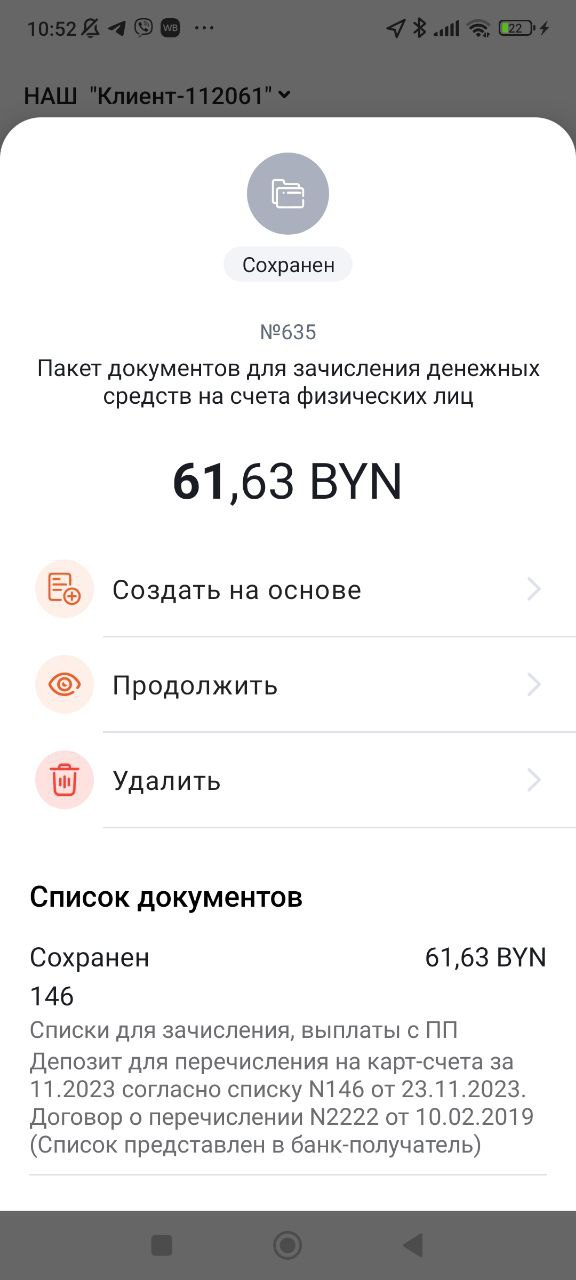 10:52 WB ... 22
НАШ "Клиент-112061"
Сохранен
№635
Пакет документов для зачисления денежных
средств на счета физических лиц
61,63 BYN
Создать на основе
Продолжить
Удалить
Список документов
Сохранен 61,63 BYN
146
Списки для зачисления, выплаты с ПП
Депозит для перечисления на карт-счета за
11.2023 согласно списку N146 от 23.11.2023.
Договор о перечислении N2222 от 10.02.2019
(Список представлен в банк-получатель)